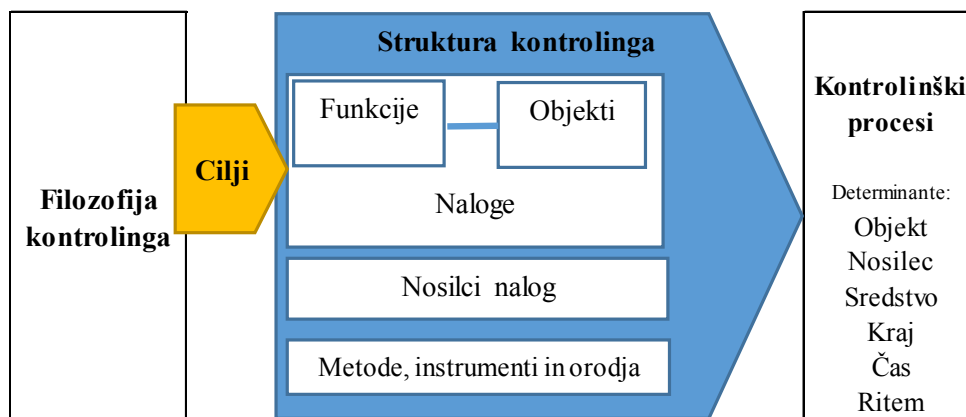 Filozofija
kontrolinga
Cilji
Struktura kontrolinga
Funkcije
Objekti
Naloge
Nosilci nalog
Metode, instrumenti in orodja
Kontrolinški
procesi
Determinante:
Objekt
Nosilec
Sredstvo
Kraj
Čas
Ritem